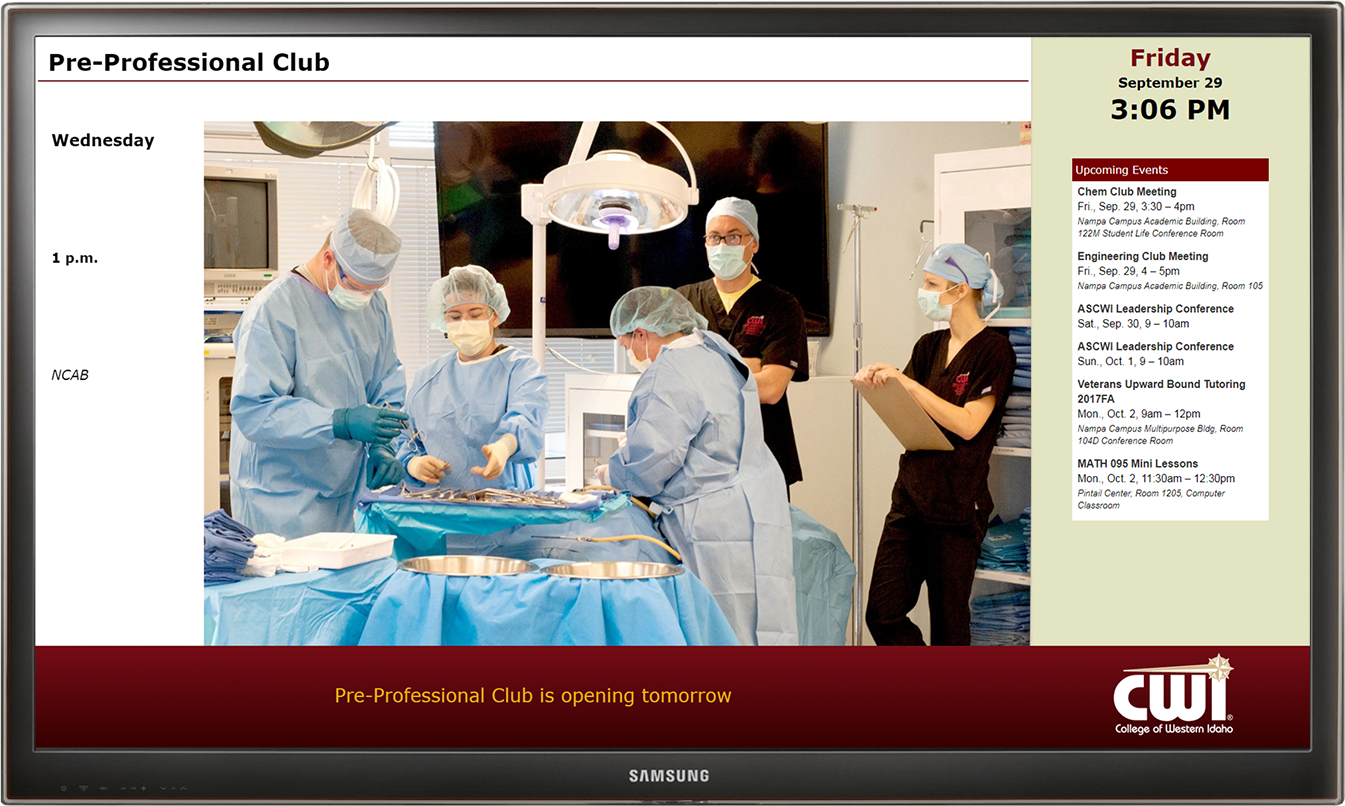 Pre-Professional Club
Wednesday
1 p.m.
NCAB
Friday
September 29
3:06 PM
Upcoming Events
Chem Club Meeting
Fri., Sep. 29, 3:30 – 4pm
Nampa Campus Academic Building, Room
122M Student Life Conference Room
Engineering Club Meeting
Fri., Sep. 29, 4 – 5pm
Nampa Campus Academic Building, Room 105
ASCWI Leadership Conference
Sat., Sep. 30, 9 – 10am
ASCWI Leadership Conference
Sun., Oct. 1, 9 – 10am
Veterans Upward Bound Tutoring
2017FA
Mon., Oct. 2, 9am – 12pm
Nampa Campus Multipurpose Bldg, Room
104D Conference Room
MATH 095 Mini Lessons
Mon., Oct. 2, 11:30am – 12:30pm
Pintail Center, Room 1205, Computer
Classroom
CWI
CWI
Pre-Professional Club is opening tomorrow
CWI®
College of Western Idaho
SAMSUNG